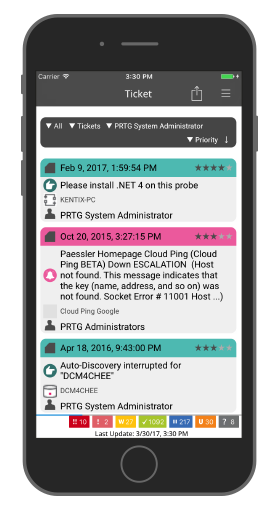 Carrier 3:30 PM
Ticket
▼ All ▼ Tickets ▼ PRTG System Administrator
▼ Priority ↓
Feb 9, 2017, 1:59:54 PM ★★★★★
Please install .NET 4 on this probe
KENTIX-PC
PRTG System Administrator
Oct 20, 2015, 3:27:15 PM ★★★★★
Paessler Homepage Cloud Ping (Cloud
Ping BETA) Down ESCALATION (Host
not found. This message indicates that
the key (name, address, and so on) was
not found. Socket Error # 11001 Host ...)
Cloud Ping Google
PRTG Administrators
Apr 18, 2016, 9:43:00 PM ★★★★★
Auto-Discovery interrupted for
"DCM4CHEE"
DCM4CHEE
PRTG System Administrator
!! 10 ! 2 W 27 ✓ 1092 II 217 U 30 ? 8
Last Update: 3/30/17, 3:30 PM